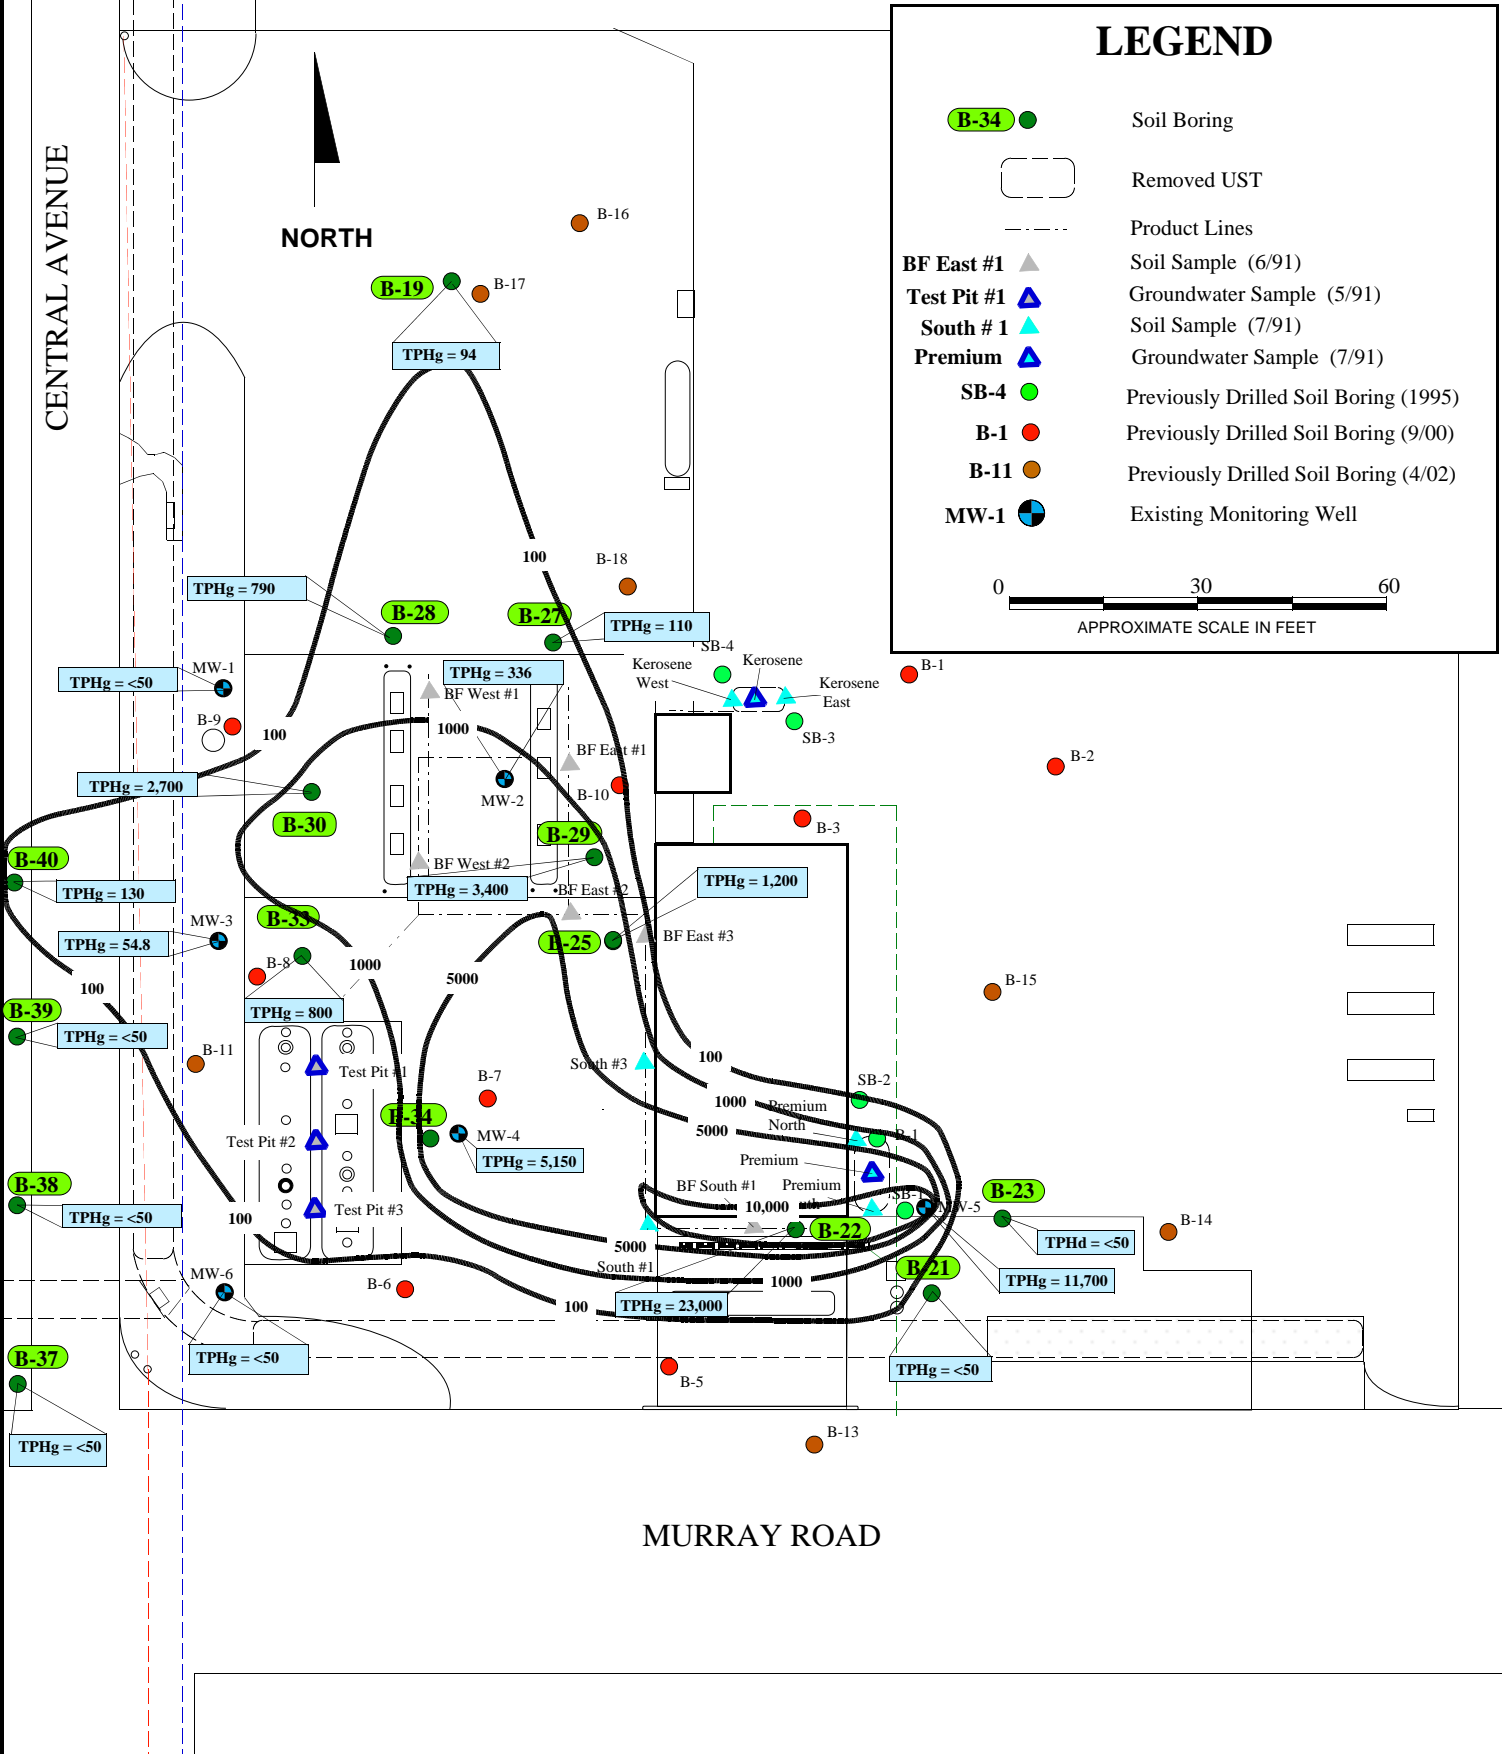 LEGEND
B-34
Soil Boring
Removed UST
Product Lines
BF East #1
Soil Sample (6/91)
Test Pit #1
Groundwater Sample (5/91)
South # 1
Soil Sample (7/91)
Premium
Groundwater Sample (7/91)
SB-4
Previously Drilled Soil Boring (1995)
B-1
Previously Drilled Soil Boring (9/00)
B-11
Previously Drilled Soil Boring (4/02)
MW-1
Existing Monitoring Well
0
30
60
APPROXIMATE SCALE IN FEET
CENTRAL AVENUE
NORTH
B-16
B-19
B-17
TPHg = 94
100
B-18
TPHg = 790
B-28
B-27
TPHg = 110
SB-4
Kerosene
West
Kerosene
Kerosene
East
B-1
MW-1
TPHg = <50
TPHg = 336
BF West #1
B-9
100
1000
SB-3
BF East #1
B-2
TPHg = 2,700
MW-2
B-10
B-30
B-29
B-3
B-40
TPHg = 130
BF West #2
TPHg = 3,400
BF East #2
TPHg = 1,200
B-33
MW-3
TPHg = 54.8
B-25
BF East #3
B-8
1000
5000
100
B-15
B-39
TPHg = 800
TPHg = <50
B-11
Test Pit #1
South #3
100
B-7
SB-2
1000
Premium
North
B-34
5000
MW-4
B-1
Test Pit #2
TPHg = 5,150
Premium
B-38
BF South #1
Premium
B-23
TPHg = <50
100
Test Pit #3
10,000
SB-1
MW-5
B-22
B-14
5000
TPHd = <50
South #1
B-21
MW-6
B-6
1000
TPHg = 11,700
100
TPHg = 23,000
B-37
TPHg = <50
TPHg = <50
B-5
B-13
TPHg = <50
MURRAY ROAD